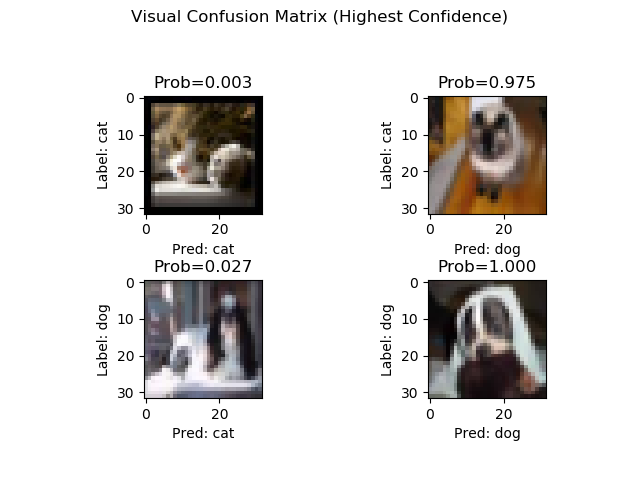 Visual Confusion Matrix (Highest Confidence)
Prob=0.003
0
10
20
30
Label: cat
0
20
Pred: cat
Prob=0.975
0
10
20
30
Label: cat
0
20
Pred: dog
Prob=0.027
0
10
20
30
Label: dog
0
20
Pred: cat
Prob=1.000
0
10
20
30
Label: dog
0
20
Pred: dog